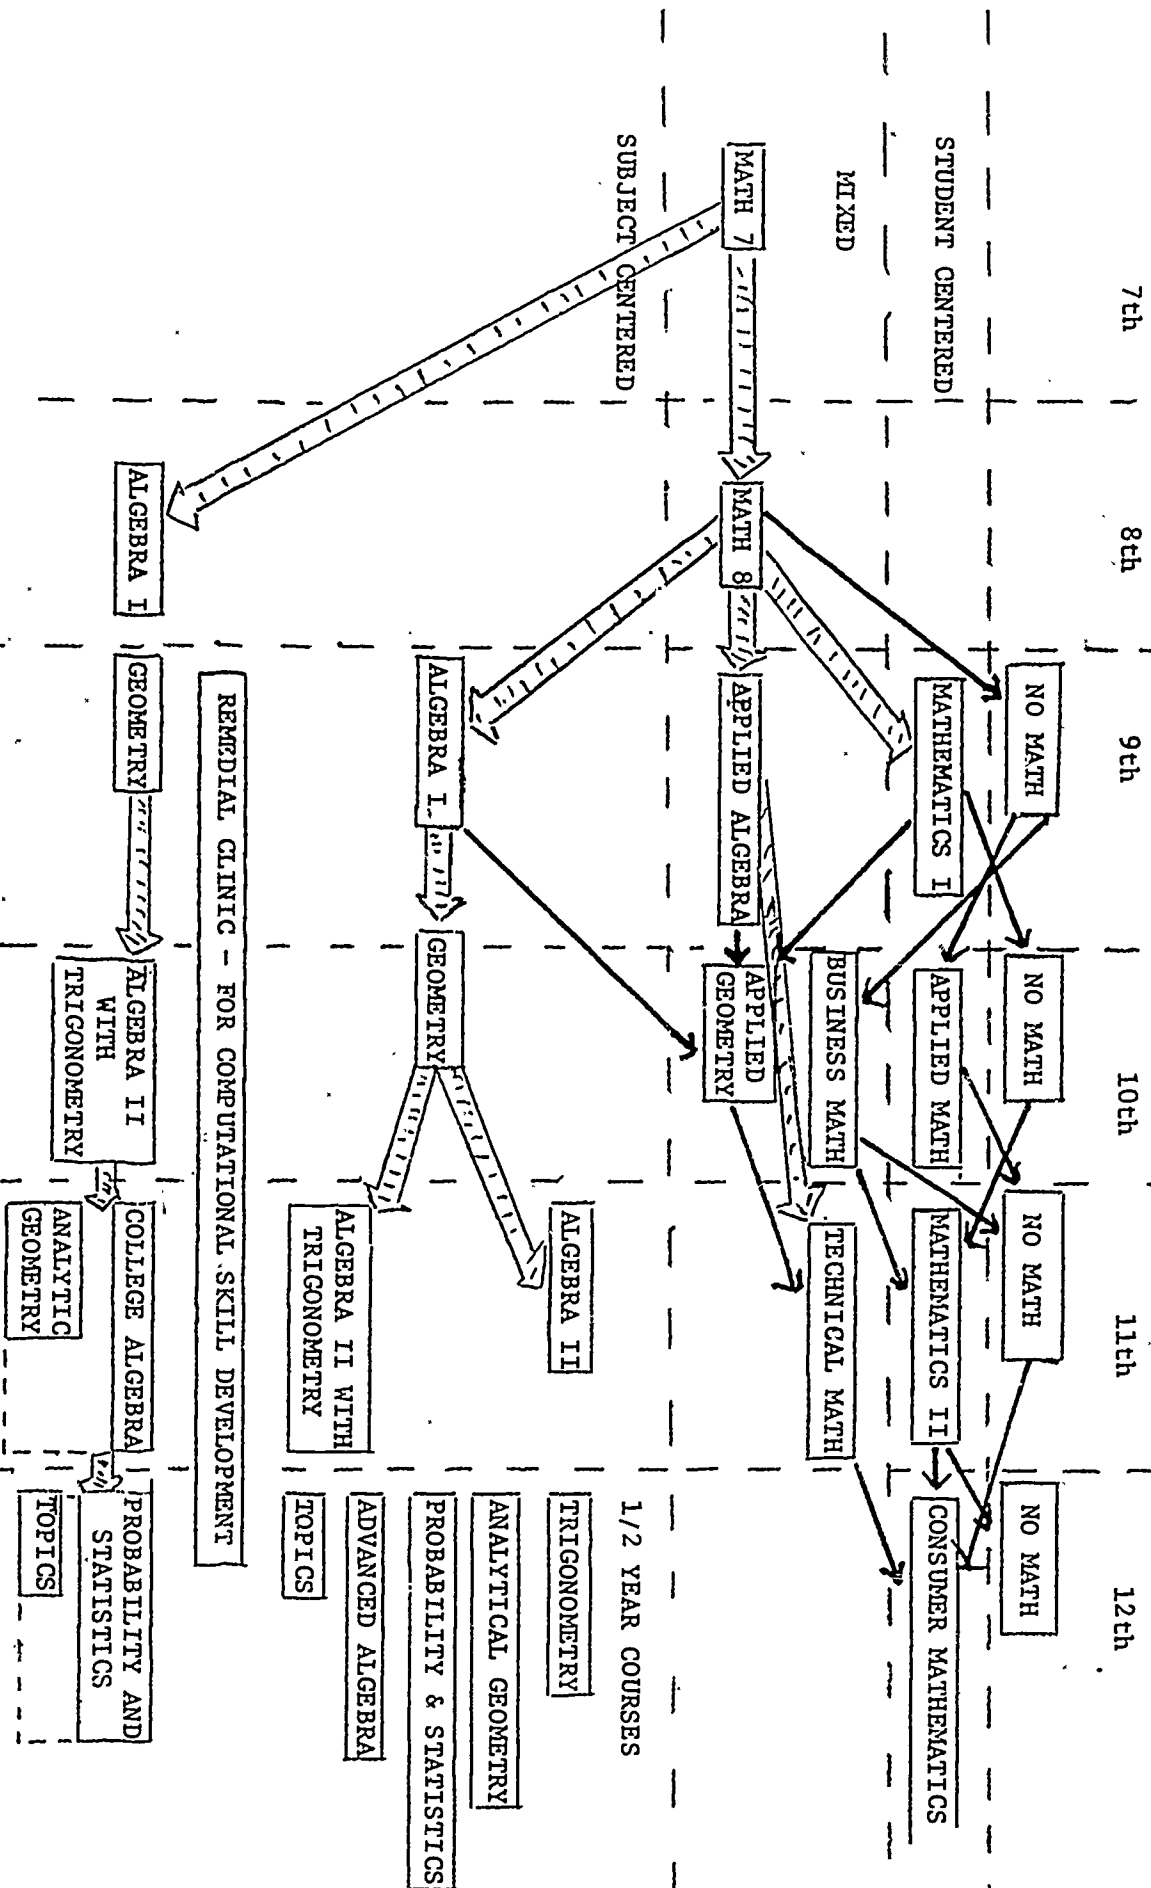 7th
8th
9th
10th
11th
12th
NO MATH
NO MATH
NO MATH
NO MATH
STUDENT CENTERED
MATHEMATICS I
APPLIED MATH
MATHEMATICS II
CONSUMER MATHEMATICS
MIXED
BUSINESS MATH
TECHNICAL MATH
MATH 7
MATH 8
APPLIED ALGEBRA
APPLIED
GEOMETRY
SUBJECT CENTERED
1/2 YEAR COURSES
ALGEBRA II
TRIGONOMETRY
ANALYTICAL GEOMETRY
ALGEBRA I
GEOMETRY
PROBABILITY & STATISTICS
ALGEBRA II WITH
TRIGONOMETRY
ADVANCED ALGEBRA
TOPICS
REMEDIAL CLINIC - FOR COMPUTATIONAL SKILL DEVELOPMENT
ALGEBRA I
GEOMETRY
ALGEBRA II
WITH
TRIGONOMETRY
COLLEGE ALGEBRA
PROBABILITY AND
STATISTICS
ANALYTIC
GEOMETRY
TOPICS